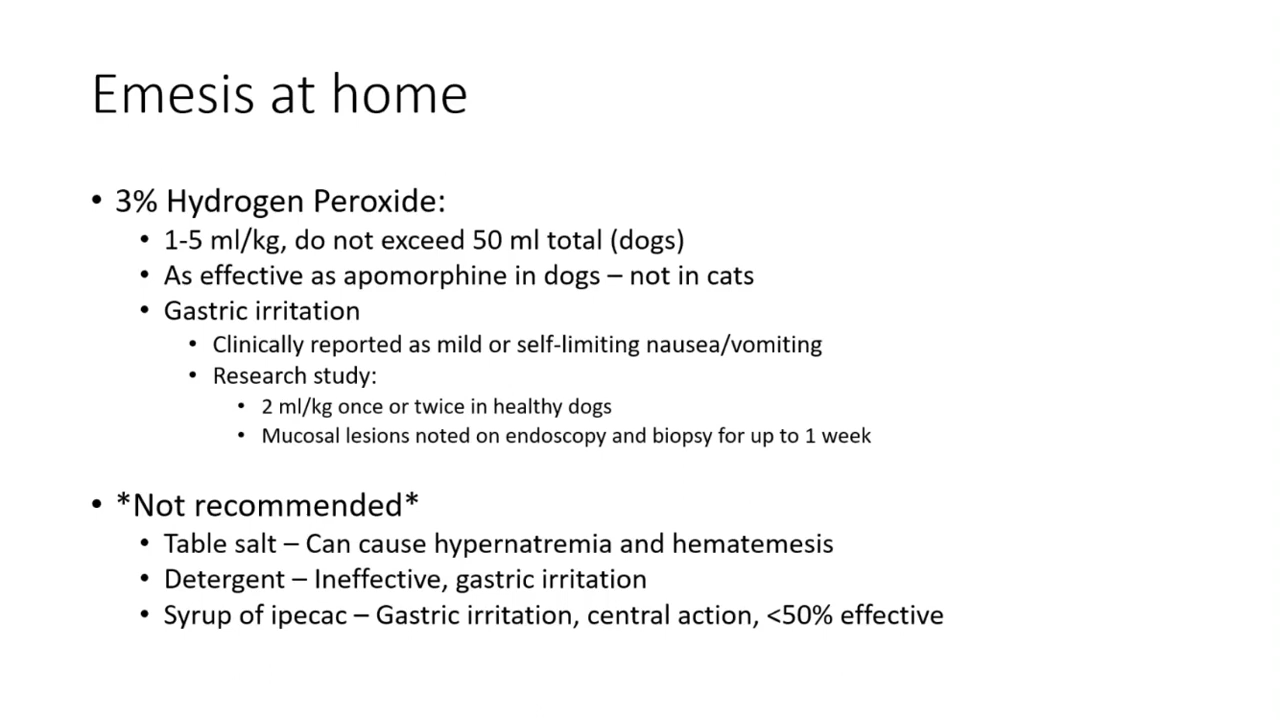 Emesis at home
• 3% Hydrogen Peroxide:
• 1-5 ml/kg, do not exceed 50 ml total (dogs)
• As effective as apomorphine in dogs – not in cats
• Gastric irritation
• Clinically reported as mild or self-limiting nausea/vomiting
• Research study:
• 2 ml/kg once or twice in healthy dogs
• Mucosal lesions noted on endoscopy and biopsy for up to 1 week
• *Not recommended*
• Table salt – Can cause hypernatremia and hematemesis
• Detergent – Ineffective, gastric irritation
• Syrup of ipecac – Gastric irritation, central action, <50% effective